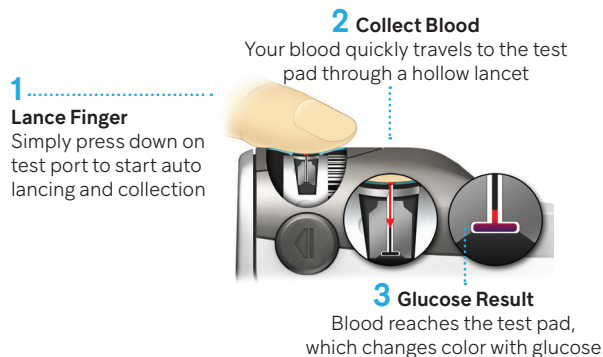 1
Lance Finger
Simply press down on
test port to start auto
lancing and collection
2 Collect Blood
Your blood quickly travels to the test
pad through a hollow lancet
3 Glucose Result
Blood reaches the test pad,
which changes color with glucose